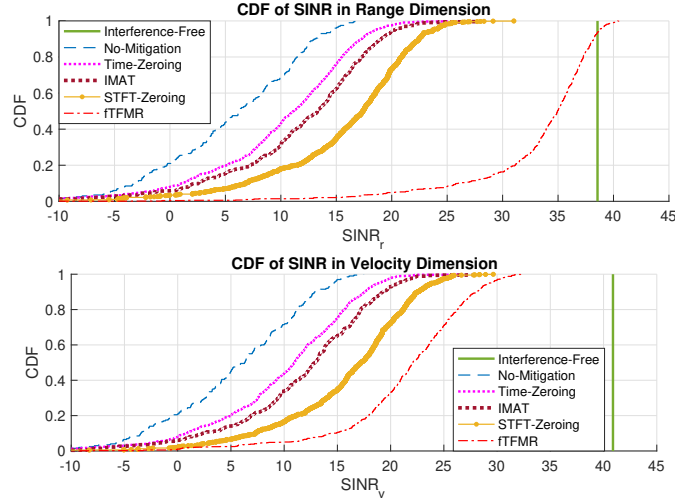 CDF of SINR in Range Dimension
1
0.8
0.6
0.4
0.2
0
CDF
Interference-Free
No-Mitigation
Time-Zeroing
IMAT
STFT-Zeroing
fTFMR
-10 -5 0 5 10 15 20 25 30 35 40 45
SINR_r
CDF of SINR in Velocity Dimension
1
0.8
0.6
0.4
0.2
0
CDF
Interference-Free
No-Mitigation
Time-Zeroing
IMAT
STFT-Zeroing
fTFMR
-10 -5 0 5 10 15 20 25 30 35 40 45
SINR_v